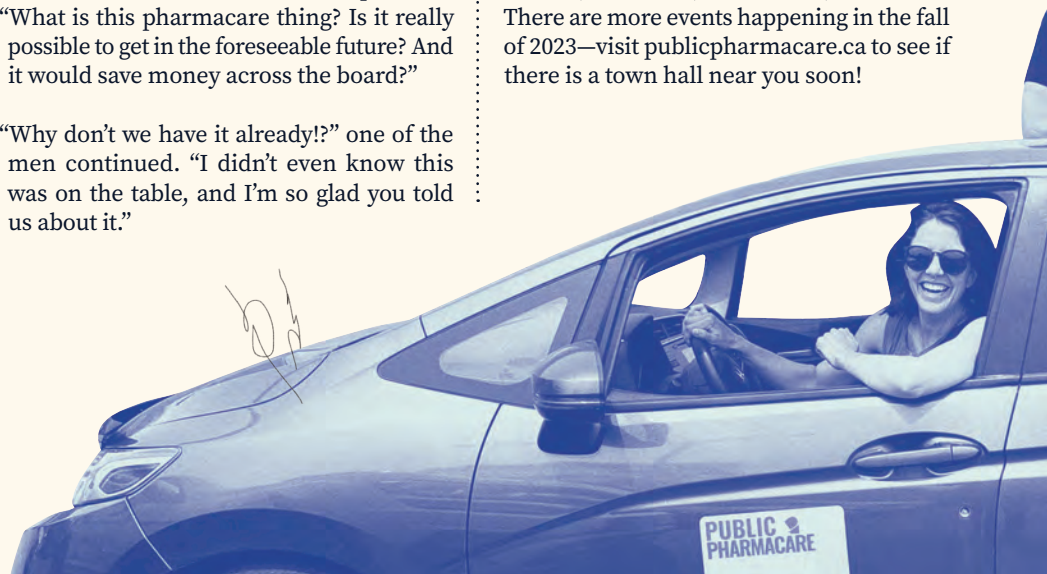 “What is this pharmacare thing? Is it really
possible to get in the foreseeable future? And
it would save money across the board?”
“Why don’t we have it already!?” one of the
men continued. “I didn’t even know this
was on the table, and I’m so glad you told
us about it.”
There are more events happening in the fall
of 2023—visit publicpharmacare.ca to see if
there is a town hall near you soon!
PUBLIC
PHARMACARE